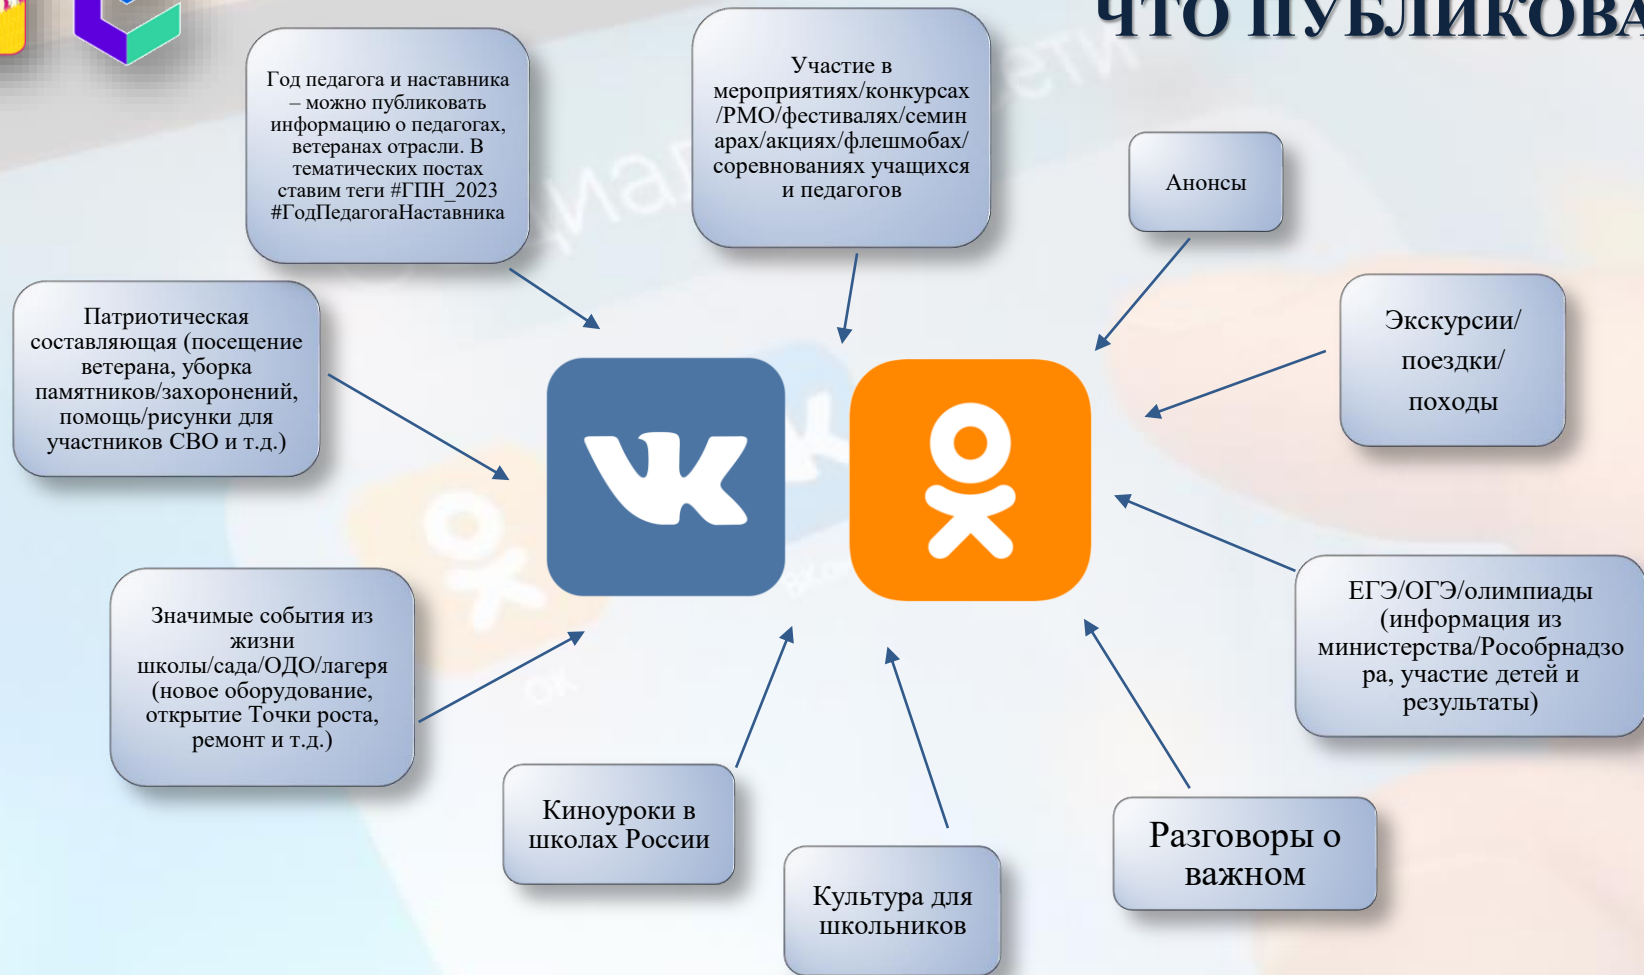 ЧТО ПУБЛИКОВА
Год педагога и наставника
– можно публиковать
информацию о педагогах,
ветеранах отрасли. В
тематических постах
ставим теги #ГПН_2023
#ГодПедагогаНаставника
Участие в
мероприятиях/конкурсах
/РМО/фестивалях/семин
арах/акциях/флешмобах/
соревнованиях учащихся
и педагогов
Анонсы
Патриотическая
составляющая (посещение
ветерана, уборка
памятников/захоронений,
помощь/рисунки для
участников СВО и т.д.)
Экскурсии/
поездки/
походы
Значимые события из
жизни
школы/сада/ОДО/лагеря
(новое оборудование,
открытие Точки роста,
ремонт и т.д.)
ЕГЭ/ОГЭ/олимпиады
(информация из
министерства/Рособрнадзо
ра, участие детей и
результаты)
Киноуроки в
школах России
Культура для
школьников
Разговоры о
важном
ок